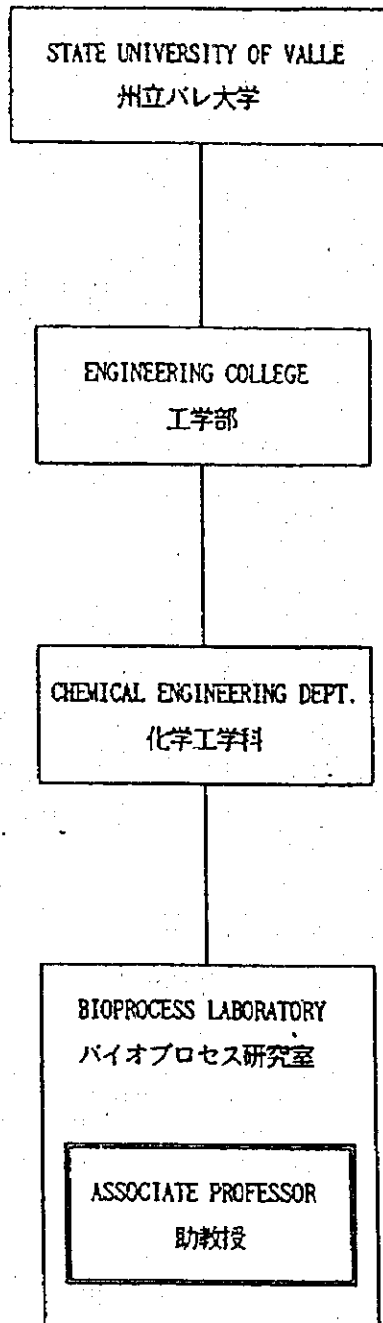 STATE UNIVERSITY OF VALLE
州立バレ大学
ENGINEERING COLLEGE
工学部
CHEMICAL ENGINEERING DEPT.
化学工学科
BIOPROCESS LABORATORY
バイオプロセス研究室
ASSOCIATE PROFESSOR
助教授